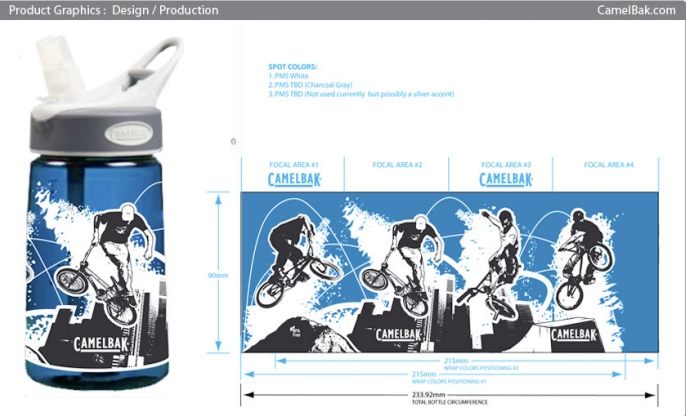 Product Graphics : Design / Production
CamelBak.com
SPOT COLORS:
1. PMS White
2. PMS TBD (Charcoal Gray)
3. PMS TBD (Not used currently but possibly a silver accent)
CAMELBAK
0
FOCAL AREA #1
FOCAL AREA #2
FOCAL AREA #3
FOCAL AREA #4
CAMELBAK
CAMELBAK
90mm
CAMELBAK
CAMELBAK
CAMELBAK
215mm
WRAP COLORS POSITIONING #2
215mm
WRAP COLORS POSITIONING #1
233.92mm
TOTAL BOTTLE CIRCUMFERENCE